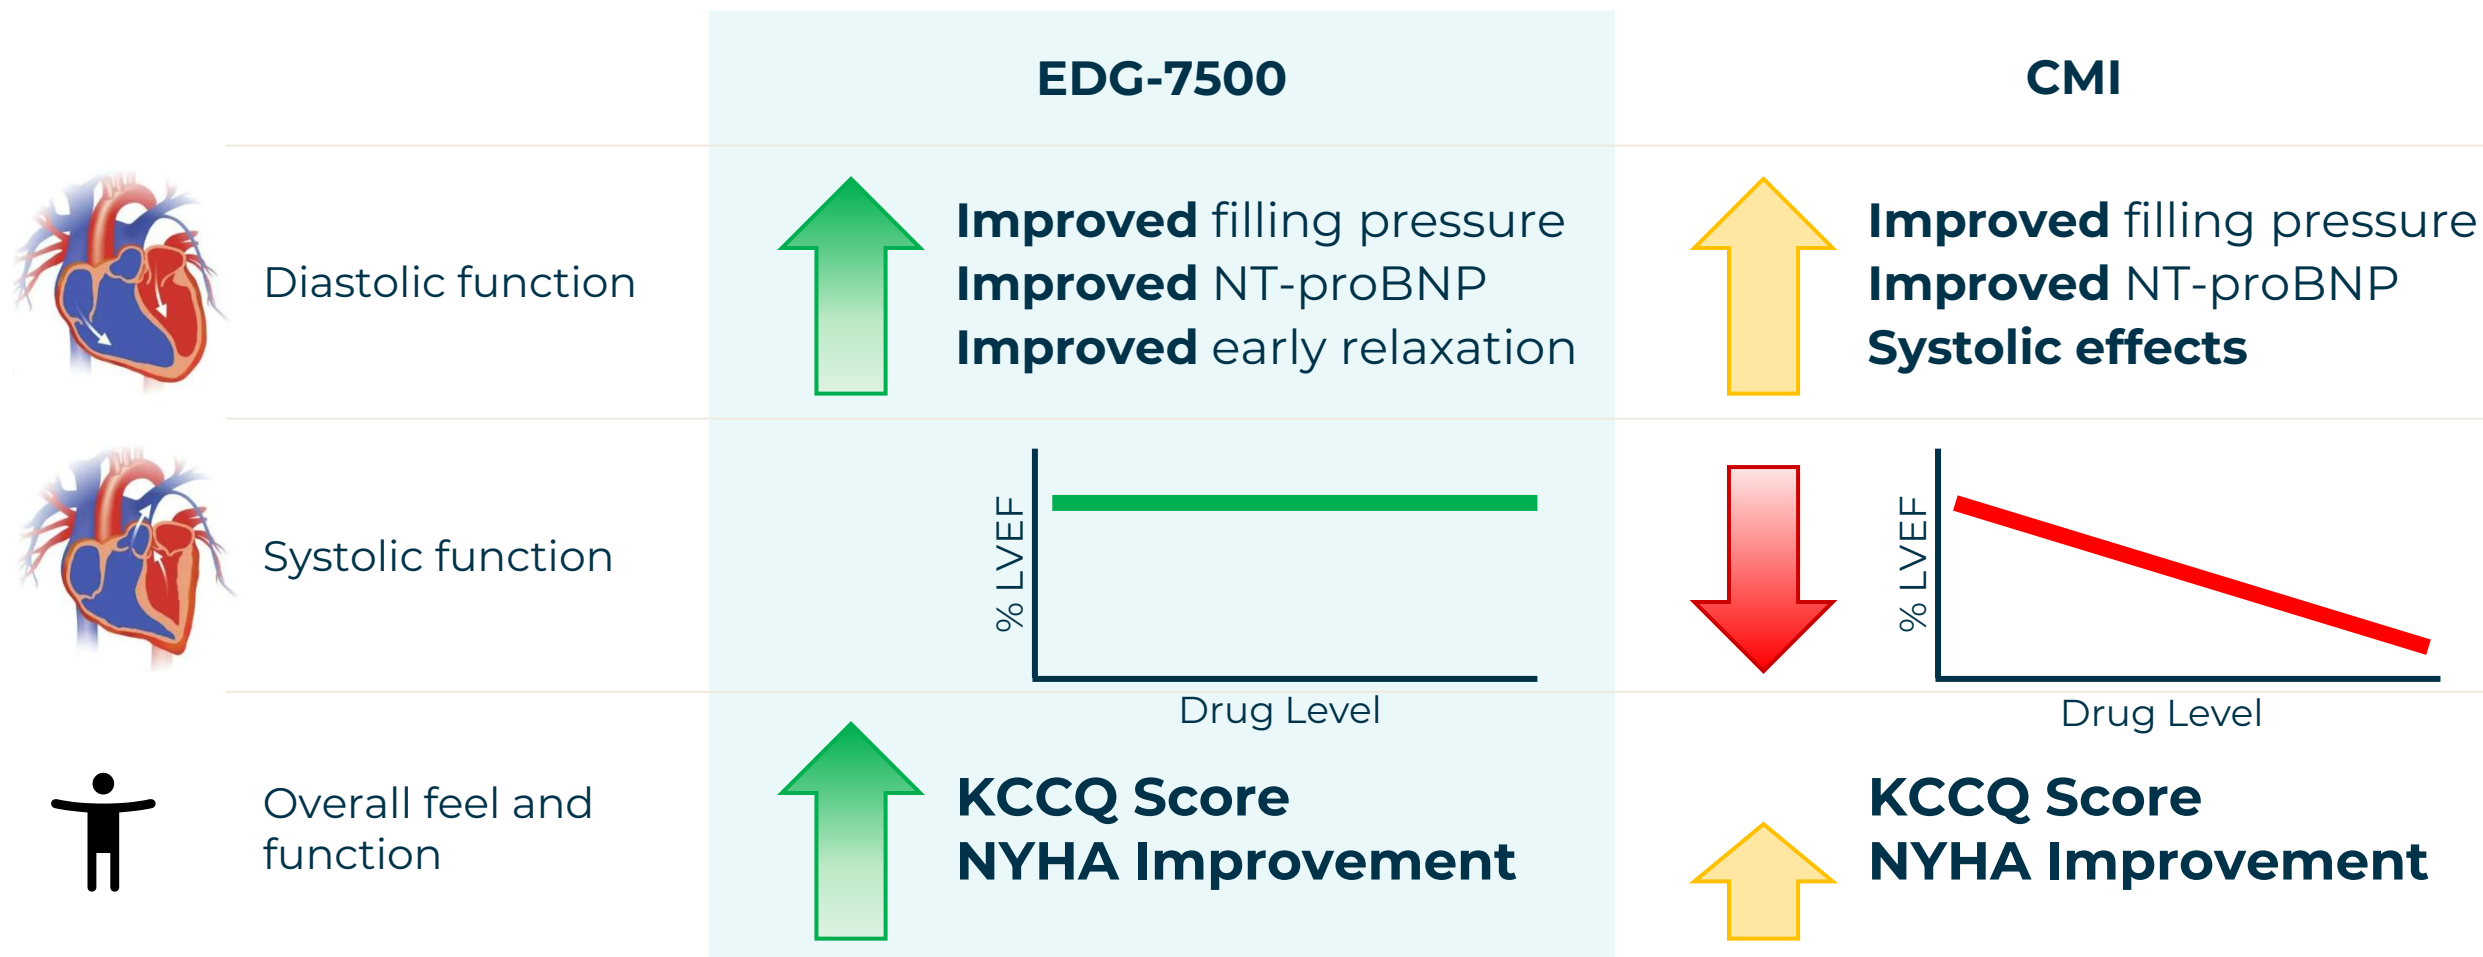 EDG-7500
CMI
Diastolic function
Improved filling pressure
Improved NT-proBNP
Improved early relaxation
Improved filling pressure
Improved NT-proBNP
Systolic effects
Systolic function
% LVEF
Drug Level
% LVEF
Drug Level
Overall feel and
function
KCCQ Score
NYHA Improvement
KCCQ Score
NYHA Improvement